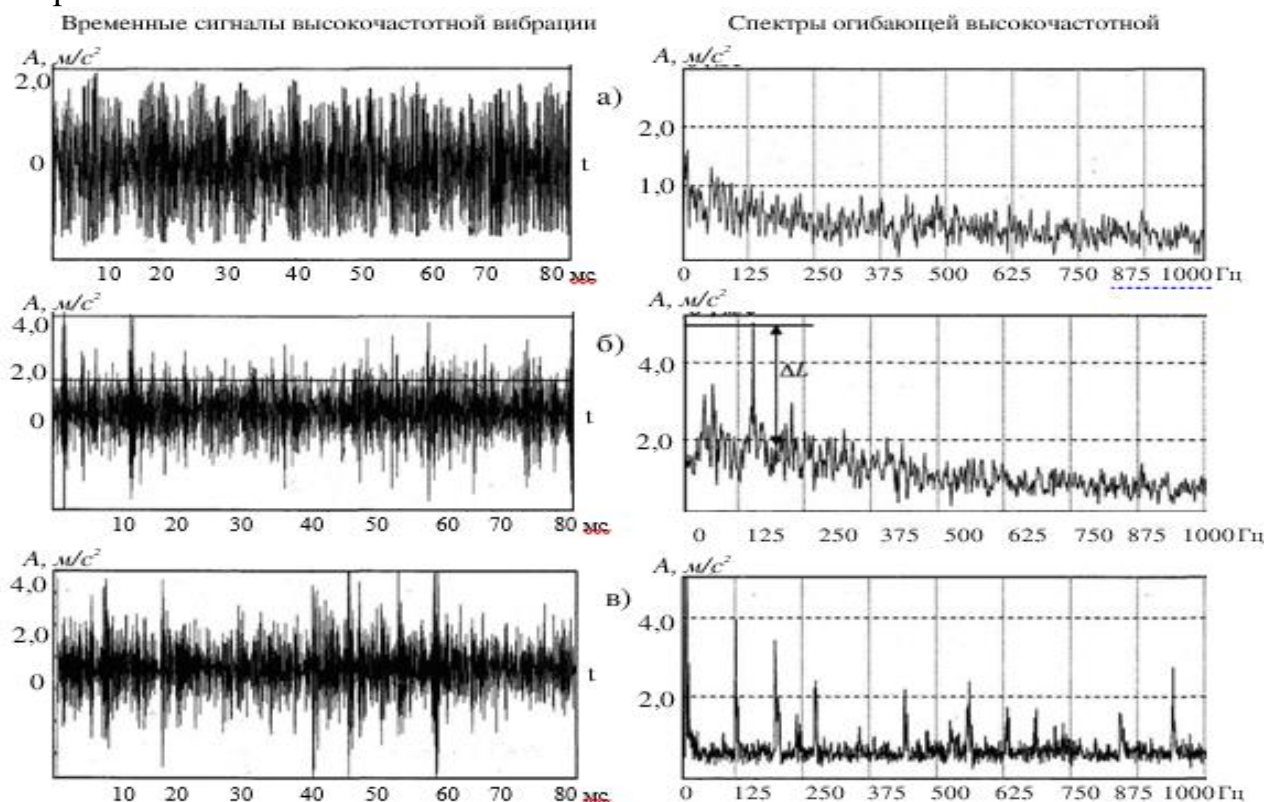 Временные сигналы высокочастотной вибрации
Спектры огибающей высокочастотной
А, м/с²
2,0
0
t
10 20 30 40 50 60 70 80 мс
а)
А, м/с²
2,0
1,0
0 125 250 375 500 625 750 875 1000 Гц
А, м/с²
4,0
2,0
0
t
10 20 30 40 50 60 70 80 мс
б)
А, м/с²
4,0
ΔL
2,0
0 125 250 375 500 625 750 875 1000 Гц
А, м/с²
4,0
2,0
0
t
10 20 30 40 50 60 70 80 мс
в)
А, м/с²
4,0
2,0
0 125 250 375 500 625 750 875 1000 Гц